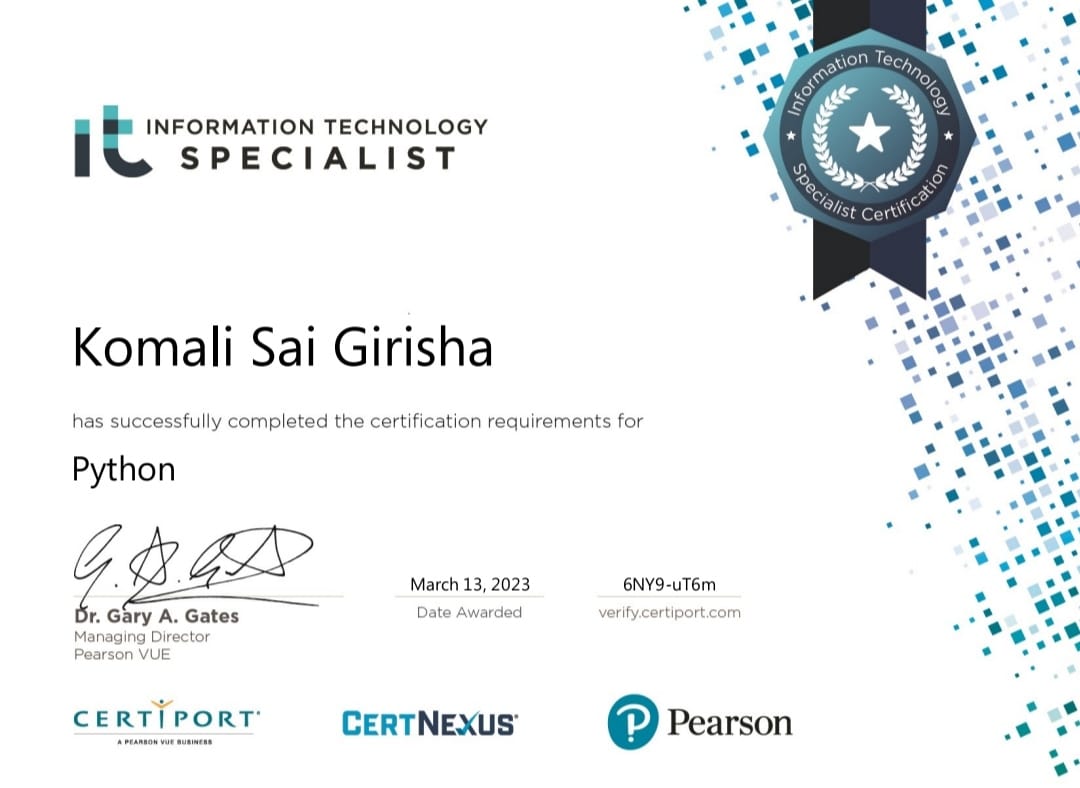 it INFORMATION TECHNOLOGY
SPECIALIST
Information Technology
Specialist Certification
Komali Sai Girisha
has successfully completed the certification requirements for
Python
G. A. Gates
March 13, 2023
6NY9-uT6m
Dr. Gary A. Gates
Date Awarded
verify.certiport.com
Managing Director
Pearson VUE
CERTIPORT
A PEARSON VUE BUSINESS
CERTNEXUS
P Pearson